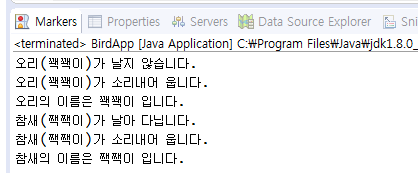 Markers Properties Servers Data Source Explorer Sni
<terminated> BirdApp [Java Application] C:\Program Files\Java\jdk1.8.0_
오리(꽥꽥이)가 날지 않습니다.
오리(꽥꽥이)가 소리내어 웁니다.
오리의 이름은 꽥꽥이 입니다.
참새(짹짹이)가 날아 다닙니다.
참새(짹짹이)가 소리내어 웁니다.
참새의 이름은 짹짹이 입니다.